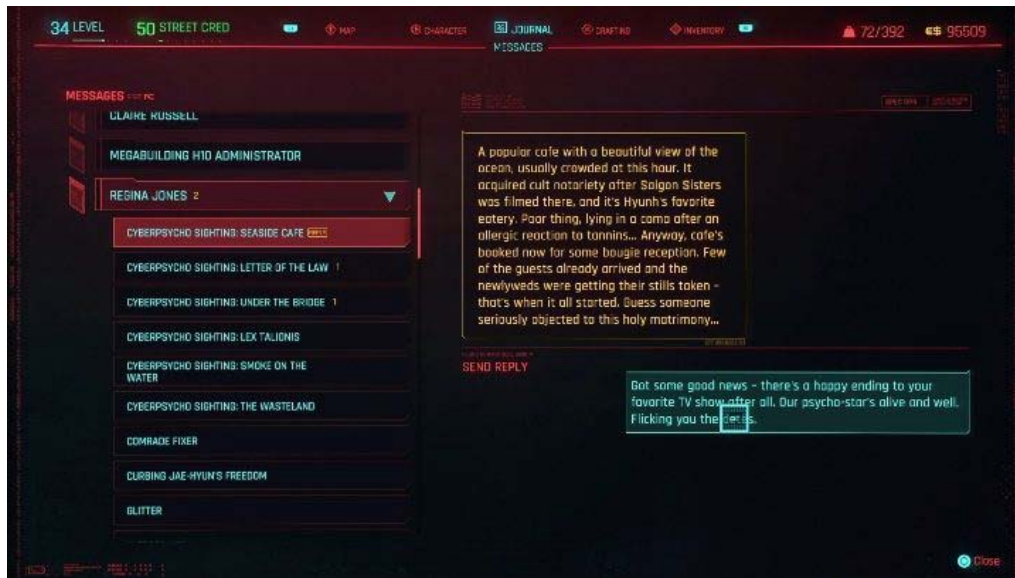 34 LEVEL
50 STREET CRED
MAP
CHARACTER
JOURNAL
CRAFTING
INVENTORY
72/392
€$ 95509
MESSAGES
MESSAGES
CLAIRE RUSSELL
MEGABUILDING H10 ADMINISTRATOR
REGINA JONES 2
CYBERPSYCHO SIGHTING: SEASIDE CAFE
CYBERPSYCHO SIGHTING: LETTER OF THE LAW 1
CYBERPSYCHO SIGHTING: UNDER THE BRIDGE 1
CYBERPSYCHO SIGHTING: LEX TALIONIS
CYBERPSYCHO SIGHTING: SMOKE ON THE
WATER
CYBERPSYCHO SIGHTING: THE WASTELAND
COMRADE FIXER
CURBING JAE-HYUN'S FREEDOM
GLITTER
A popular cafe with a beautiful view of the
ocean, usually crowded at this hour. It
acquired cult notoriety after Saigon Sisters
was filmed there, and it's Hyunh's favorite
eatery. Poor thing, lying in a coma after an
allergic reaction to tannins... Anyway, cafe's
booked now for some bougie reception. Few
of the guests already arrived and the
newlyweds were getting their stills taken -
that's when it all started. Guess someone
seriously objected to this holy matrimony...
SEND REPLY
Got some good news - there's a happy ending to your
favorite TV show after all. Our psycho-star's alive and well.
Flicking you the detes.
Close